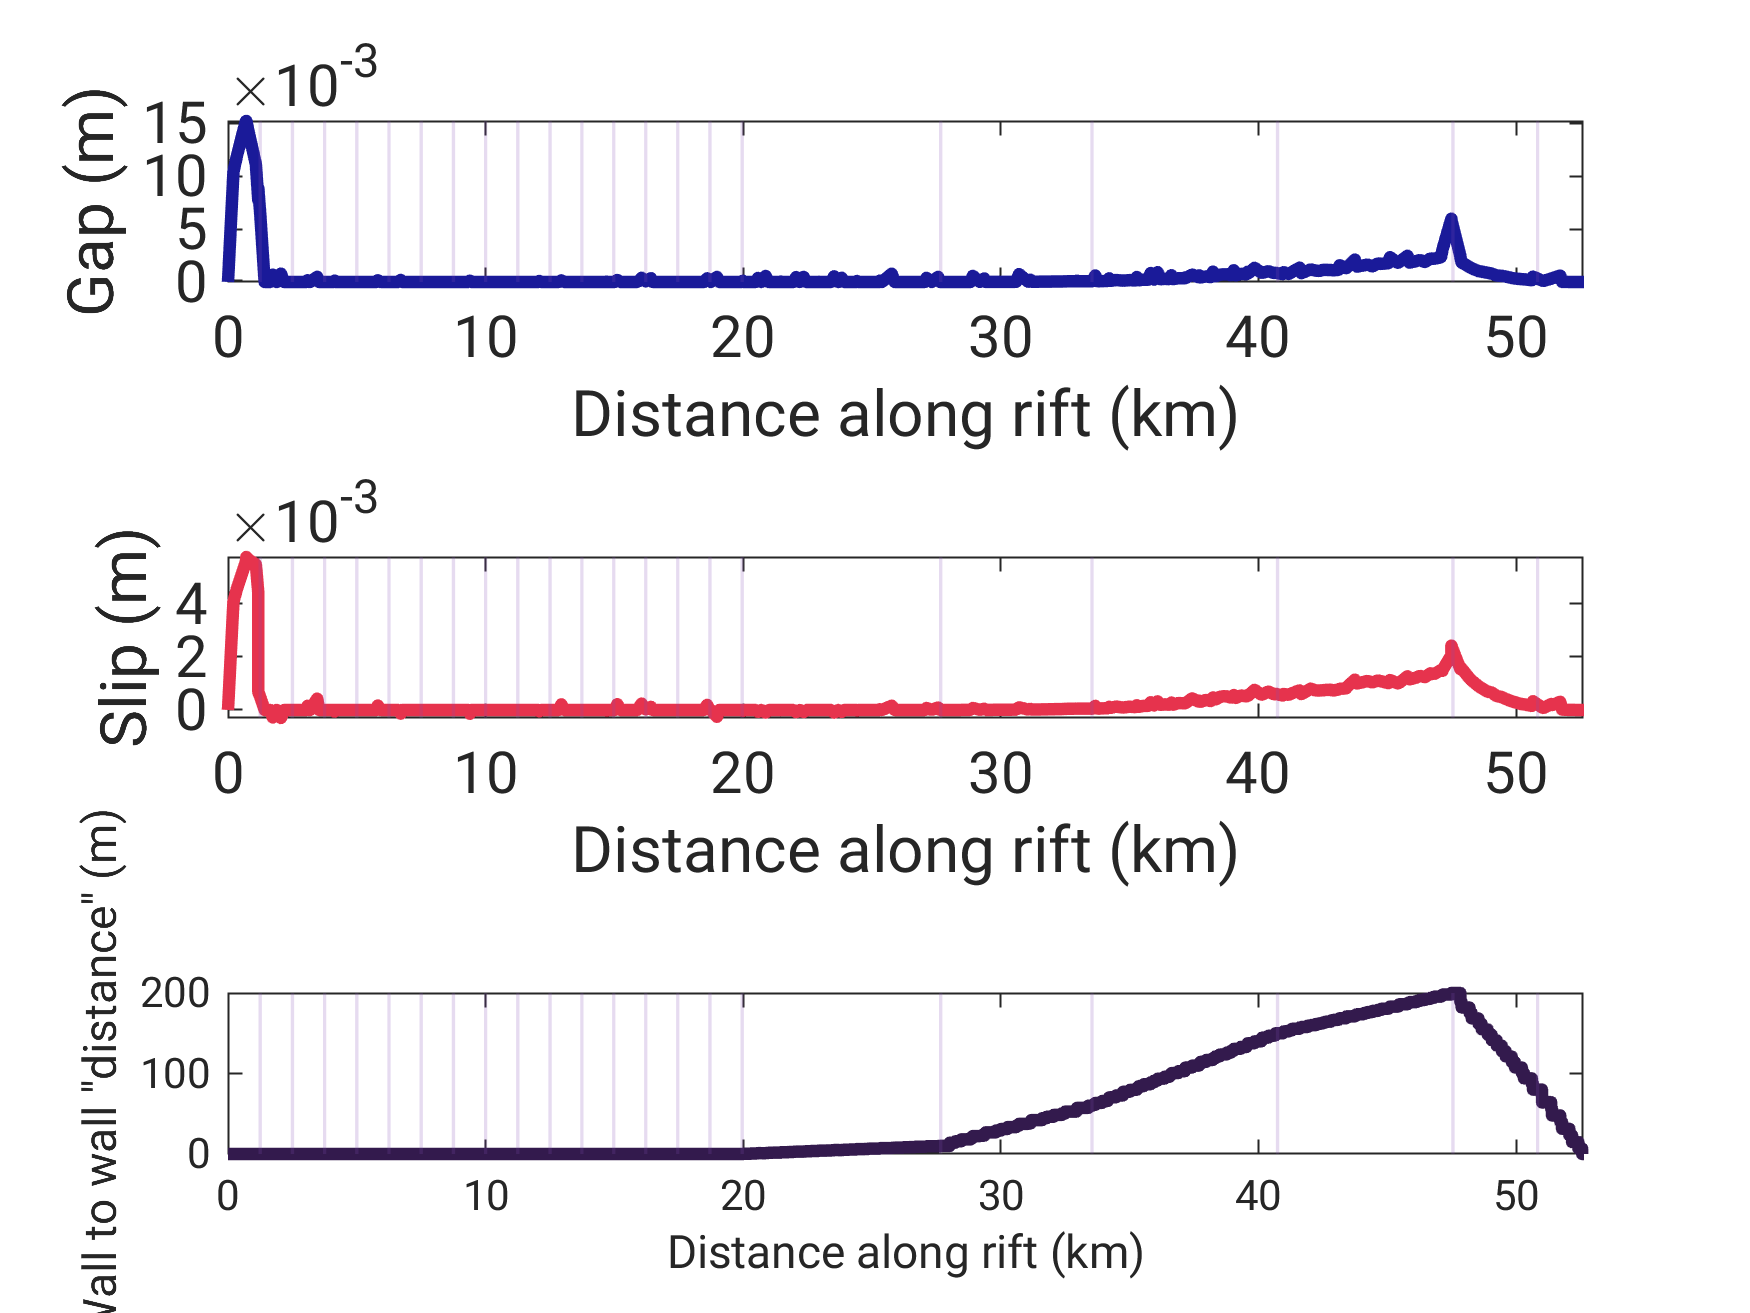 ×10-3
Gap (m)
15
10
5
0
0 10 20 30 40 50
Distance along rift (km)
×10-3
Slip (m)
4
2
0
0 10 20 30 40 50
Distance along rift (km)
to wall "distance" (m)
200
100
0
0 10 20 30 40 50
Distance along rift (km)